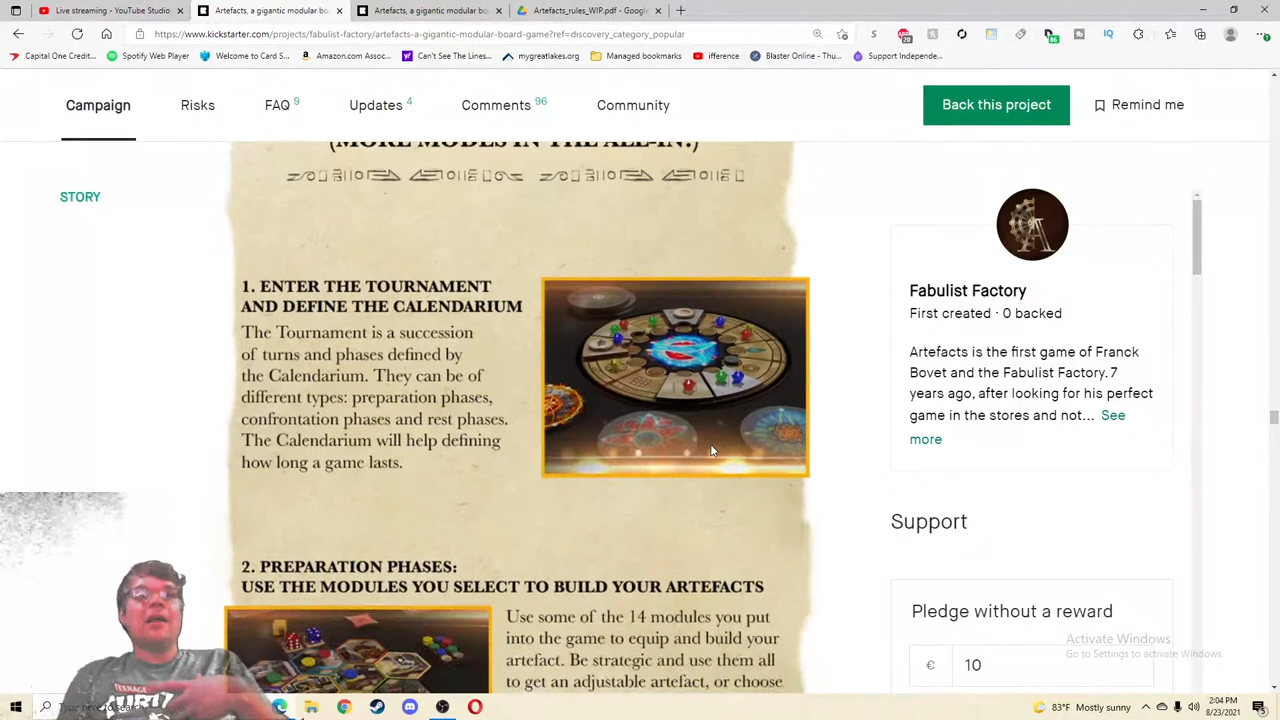 Live streaming - YouTube Studio
Artefacts, a gigantic modular bo
Artefacts, a gigantic modular bo
Artefacts_rules_WIP.pdf - Google
https://www.kickstarter.com/projects/fabulist-factory/artefacts-a-gigantic-modular-board-game?ref=discovery_category_popular
Capital One Credit...
Spotify Web Player
Welcome to Card S...
Amazon.com Assoc...
Can't See The Lines...
mygreatlakes.org
Managed bookmarks
ifference
Blaster Online - Thu...
Support Independe...
Campaign
Risks
FAQ 9
Updates 4
Comments 96
Community
Back this project
Remind me
(MORE MODES IN THE ALL-IN!)
STORY
1. ENTER THE TOURNAMENT
AND DEFINE THE CALENDARIUM
The Tournament is a succession
of turns and phases defined by
the Calendarium. They can be of
different types: preparation phases,
confrontation phases and rest phases.
The Calendarium will help defining
how long a game lasts.
2. PREPARATION PHASES:
USE THE MODULES YOU SELECT TO BUILD YOUR ARTEFACTS
Use some of the 14 modules you put
into the game to equip and build your
artefact. Be strategic and use them all
to get an adjustable artefact, or choose
Fabulist Factory
First created · 0 backed
Artefacts is the first game of Franck
Bovet and the Fabulist Factory. 7
years ago, after looking for his perfect
game in the stores and not... See
more
Support
Pledge without a reward
€ 10
Activate Windows
Go to Settings to activate Windows.
Type here to search
83°F Mostly sunny
2:04 PM
8/23/2021